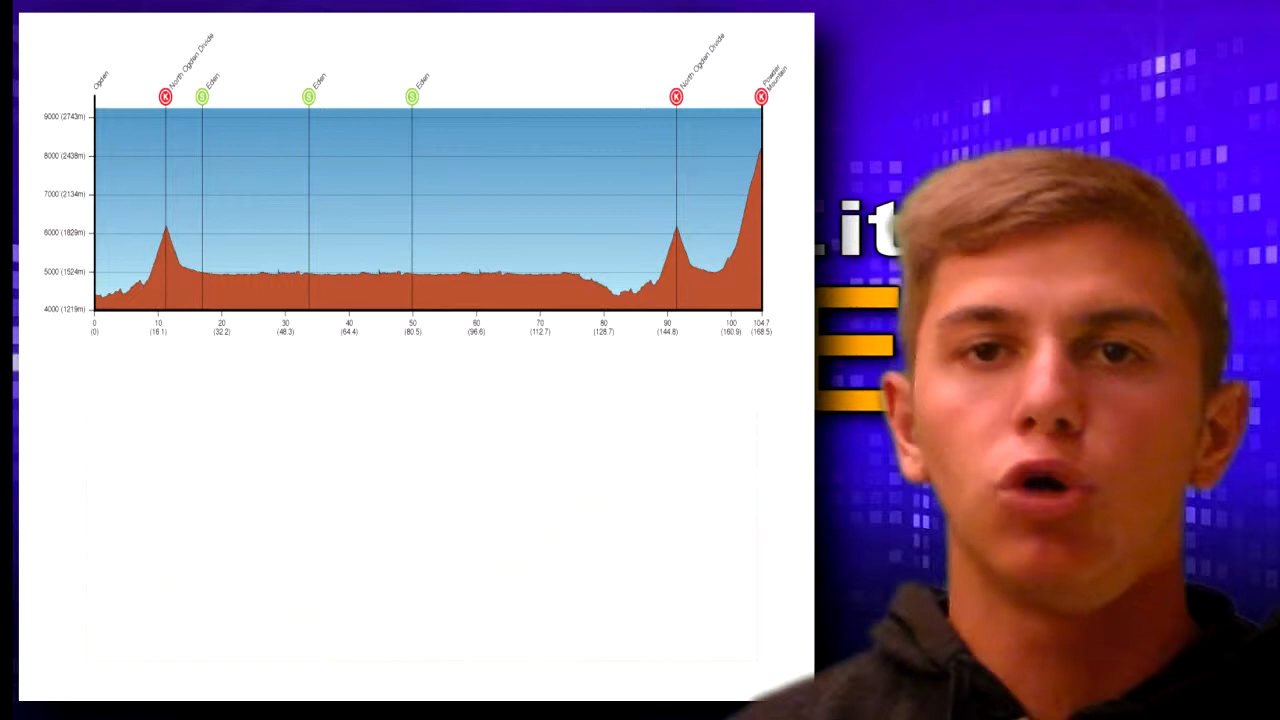 Ogden
North Ogden Divide
Eden
Eden
Eden
North Ogden Divide
Powder
Mountain
K
S
S
S
K
K
9000 (2743m)
8000 (2438m)
7000 (2134m)
6000 (1829m)
5000 (1524m)
4000 (1219m)
0 10 20 30 40 50 60 70 80 90 100 104.7
(0) (16.1) (32.2) (48.3) (64.4) (80.5) (96.6) (112.7) (128.7) (144.8) (160.9) (168.5)
.it
E